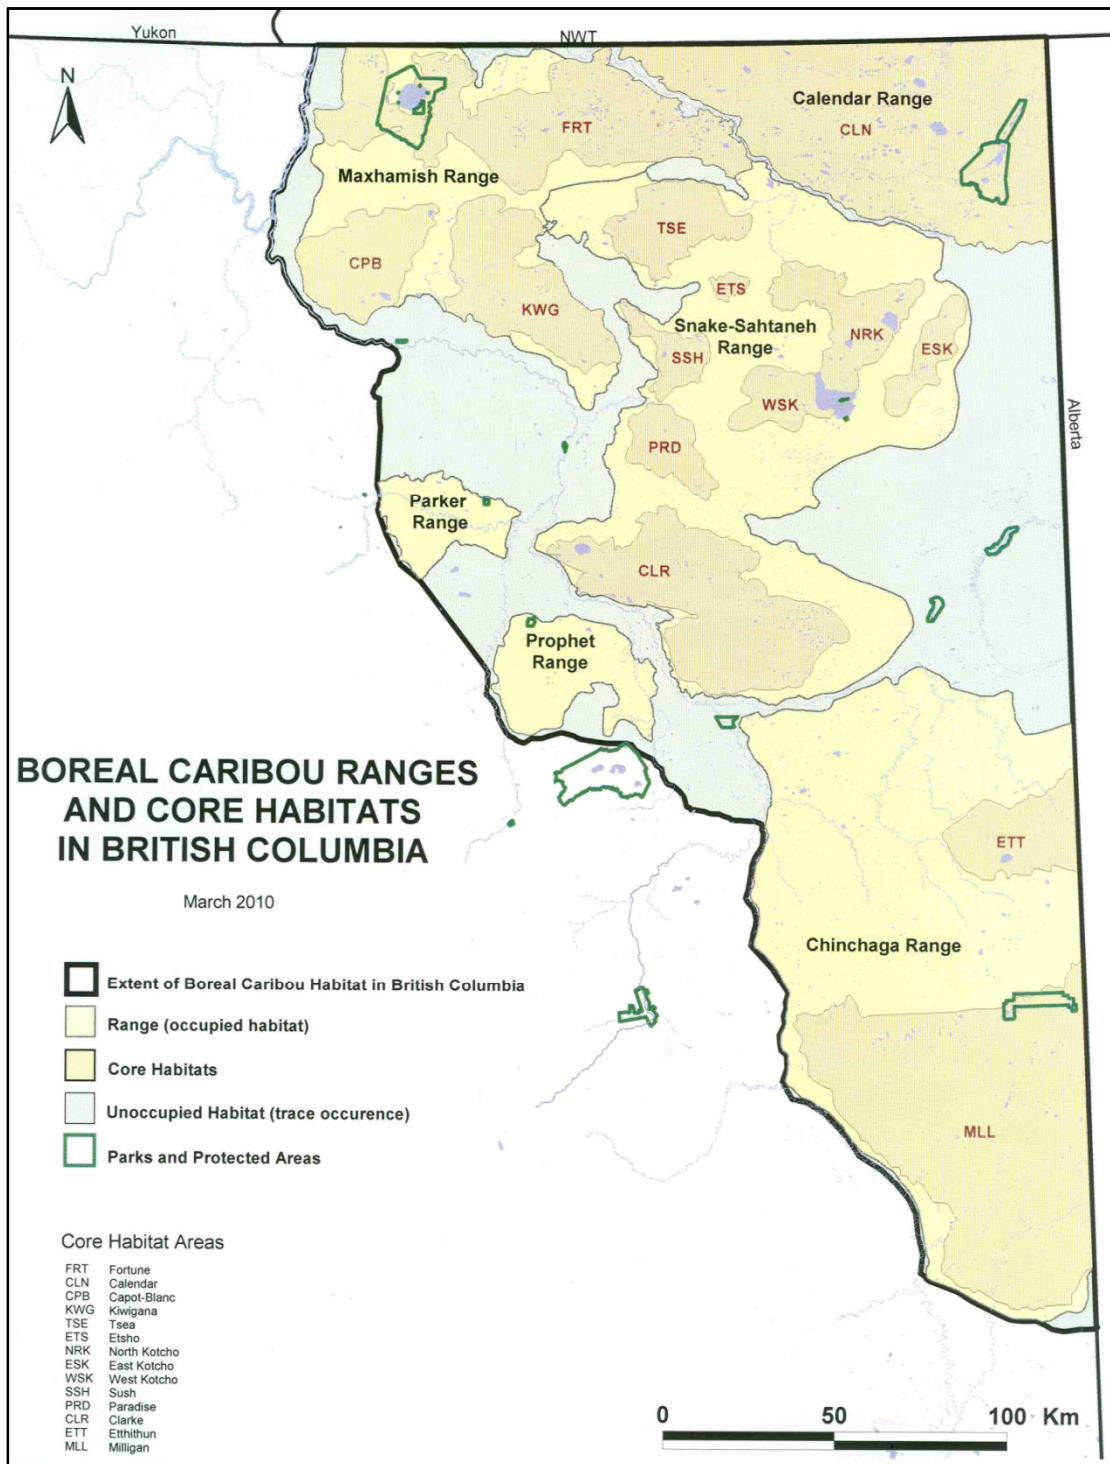 Yukon
NWT
N
Calendar Range
CLN
FRT
Maxhamish Range
TSE
CPB
ETS
KWG
Snake-Sahtaneh
Range
NRK
ESK
SSH
WSK
Alberta
PRD
Parker
Range
CLR
Prophet
Range
BOREAL CARIBOU RANGES
AND CORE HABITATS
IN BRITISH COLUMBIA
March 2010
ETT
Chinchaga Range
MLL
Extent of Boreal Caribou Habitat in British Columbia
Range (occupied habitat)
Core Habitats
Unoccupied Habitat (trace occurence)
Parks and Protected Areas
Core Habitat Areas
FRT Fortune
CLN Calendar
CPB Capot-Blanc
KWG Kiwigana
TSE Tsea
ETS Etsho
NRK North Kotcho
ESK East Kotcho
WSK West Kotcho
SSH Sush
PRD Paradise
CLR Clarke
ETT Etthithun
MLL Milligan
0 50 100 Km